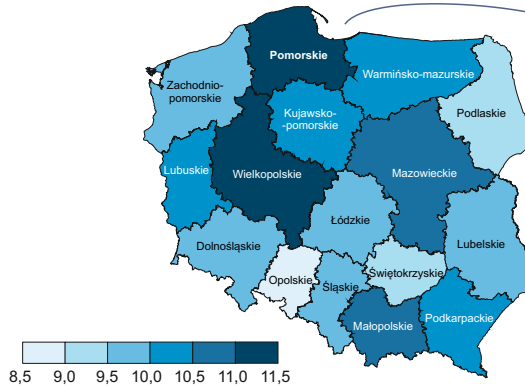 Pomorskie
Warmińsko-mazurskie
Zachodnio-
pomorskie
Kujawsko-
-pomorskie
Podlaskie
Lubuskie
Wielkopolskie
Mazowieckie
Łódzkie
Dolnośląskie
Lubelskie
Opolskie
Śląskie
Świętokrzyskie
Małopolskie
Podkarpackie
8,5 9,0 9,5 10,0 10,5 11,0 11,5